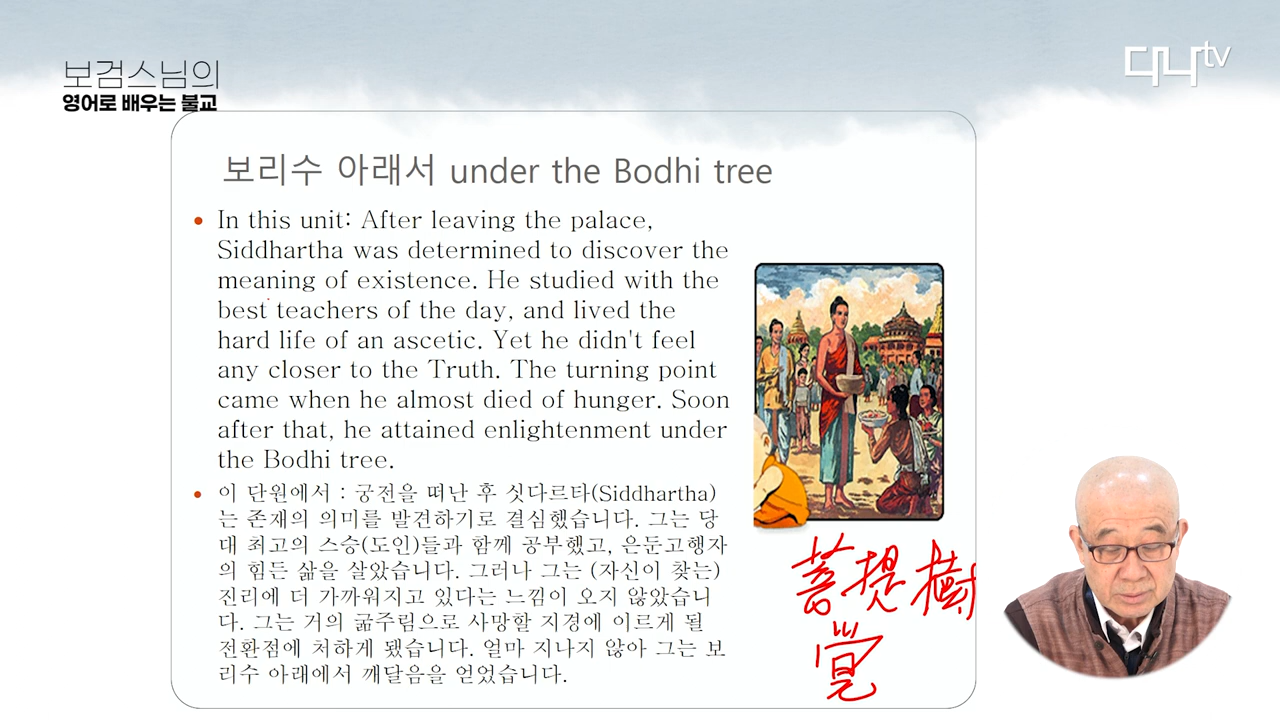 보검스님의
영어로 배우는 불교
디나tv
보리수 아래서 under the Bodhi tree
• In this unit: After leaving the palace,
Siddhartha was determined to discover the
meaning of existence. He studied with the
best teachers of the day, and lived the
hard life of an ascetic. Yet he didn't feel
any closer to the Truth. The turning point
came when he almost died of hunger. Soon
after that, he attained enlightenment under
the Bodhi tree.
• 이 단원에서 : 궁전을 떠난 후 싯다르타(Siddhartha)
는 존재의 의미를 발견하기로 결심했습니다. 그는 당
대 최고의 스승(도인)들과 함께 공부했고, 은둔고행자
의 힘든 삶을 살았습니다. 그러나 그는 (자신이 찾는)
진리에 더 가까워지고 있다는 느낌이 오지 않았습니
다. 그는 거의 굶주림으로 사망할 지경에 이르게 될
전환점에 처하게 됐습니다. 얼마 지나지 않아 그는 보
리수 아래에서 깨달음을 얻었습니다.
菩提樹
覺